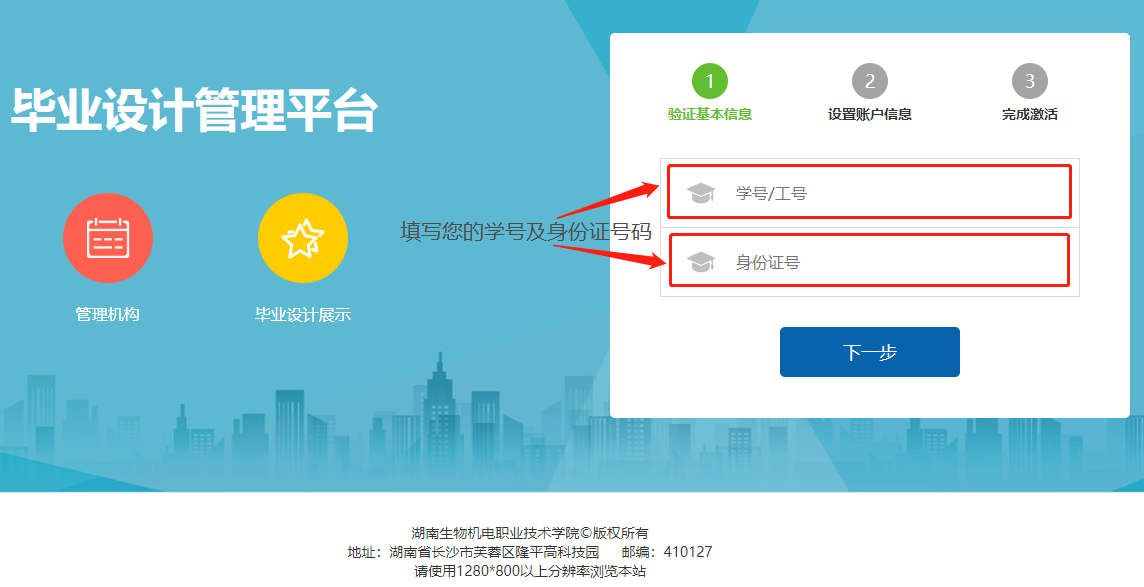 毕业设计管理平台
管理机构
毕业设计展示
填写您的学号及身份证号码
1
2
3
验证基本信息
设置账户信息
完成激活
学号/工号
身份证号
下一步
湖南生物机电职业技术学院©版权所有
地址：湖南省长沙市芙蓉区隆平高科技园 邮编：410127
请使用1280*800以上分辨率浏览本站